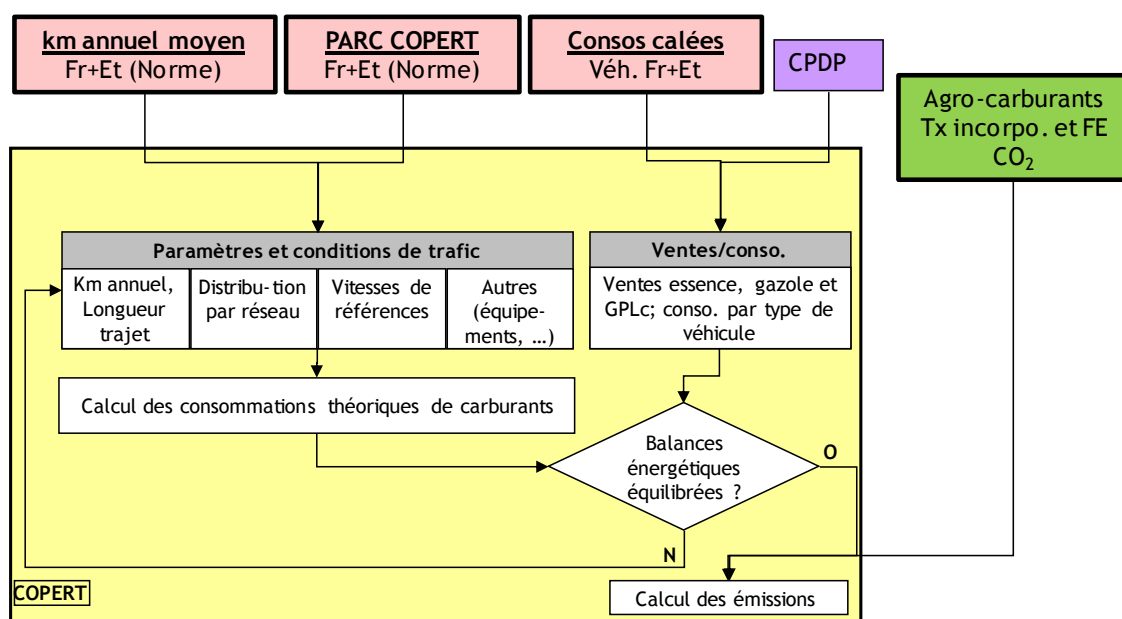 km annuel moyen
Fr+Et (Norme)
PARC COPERT
Fr+Et (Norme)
Consos calées
Véh. Fr+Et
CPDP
Agro-carburants
Tx incorpo. et FE
CO₂
Paramètres et conditions de trafic
Km annuel,
Longueur
trajet
Distribu-tion
par réseau
Vitesses de
références
Autres
(équipe-
ments, …)
Ventes/conso.
Ventes essence, gazole et
GPLc; conso. par type de
véhicule
Calcul des consommations théoriques de carburants
Balances
énergétiques
équilibrées ?
O
N
COPERT
Calcul des émissions